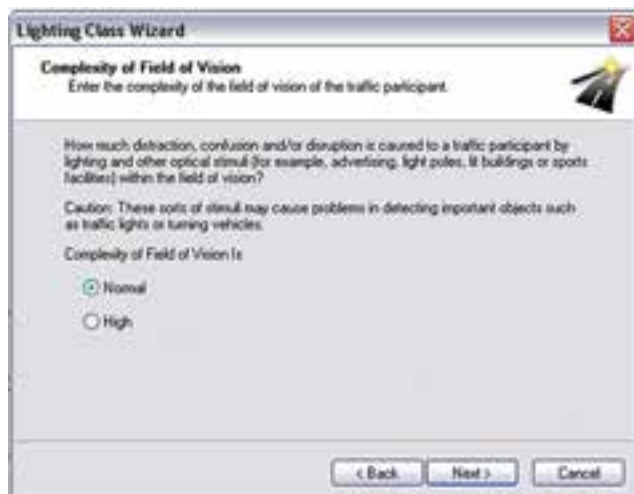 Lighting Class Wizard
Complexity of Field of Vision
Enter the complexity of the field of vision of the traffic participant.
How much distraction, confusion and/or disruption is caused to a traffic participant by
lighting and other optical stimuli (for example, advertising, light poles, lit buildings or sports
facilities) within the field of vision?
Caution: These sorts of stimuli may cause problems in detecting important objects such
as traffic lights or turning vehicles.
Complexity of Field of Vision Is
Normal
High
< Back
Next >
Cancel